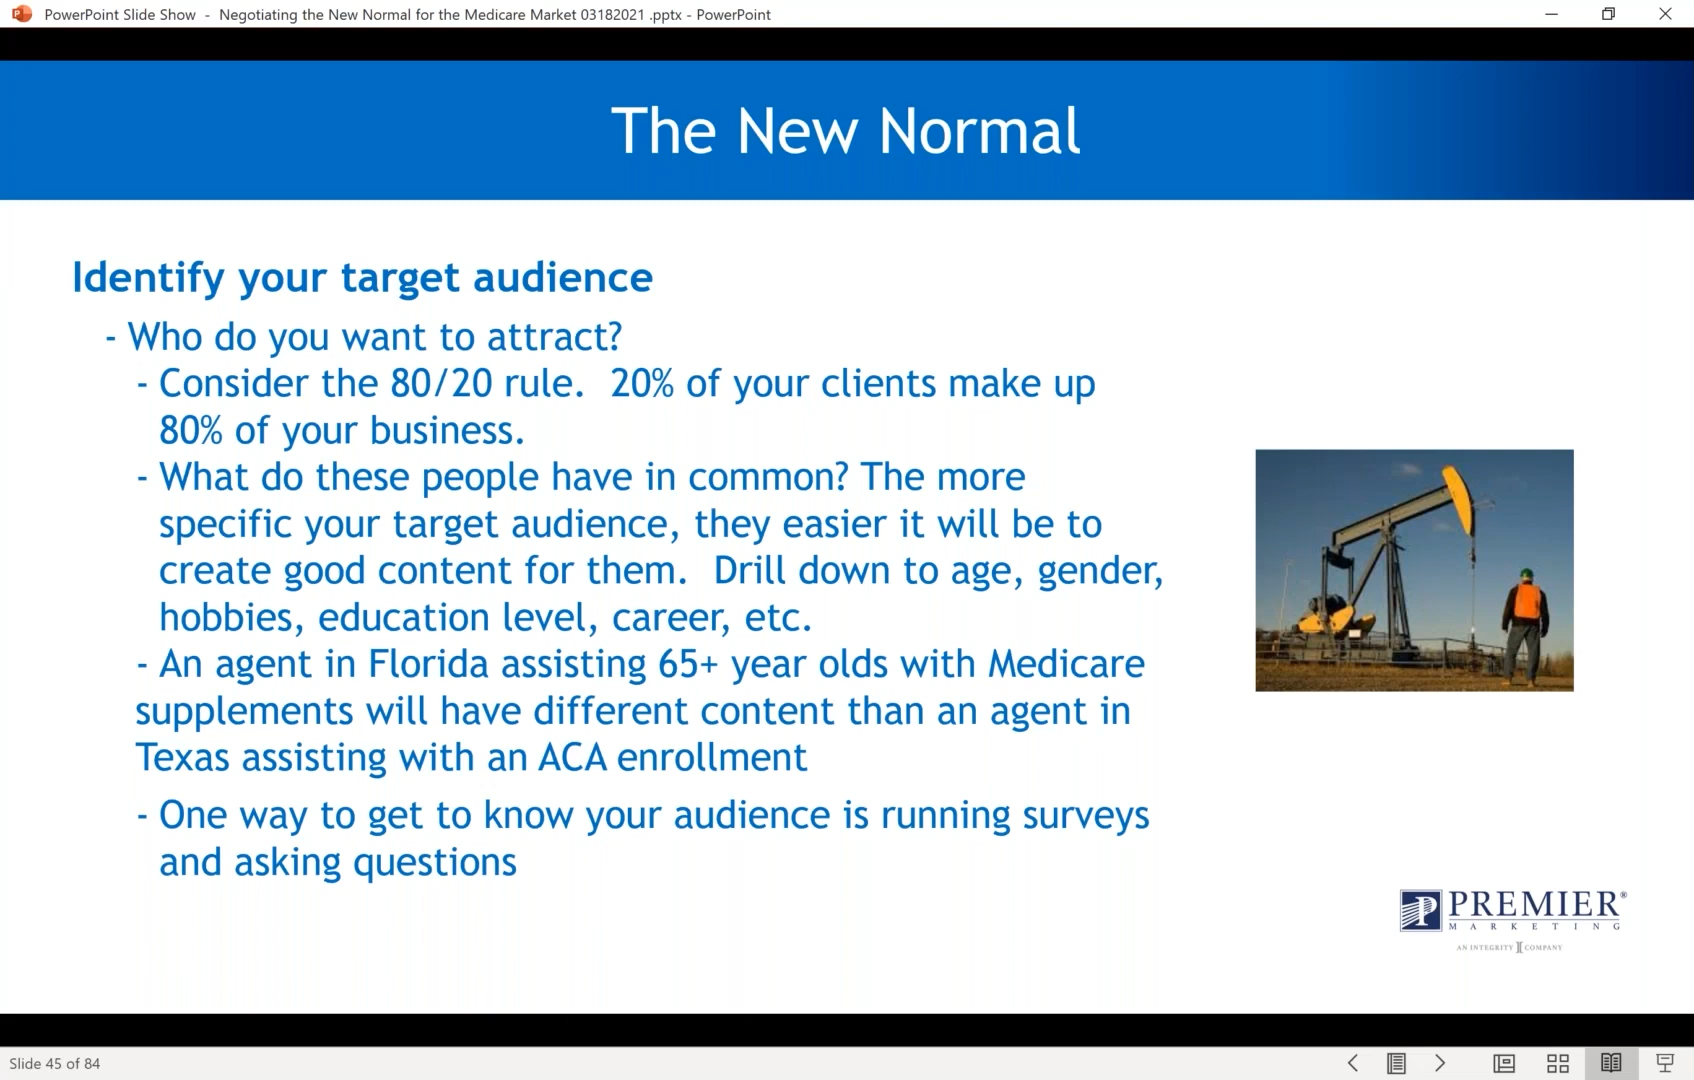 PowerPoint Slide Show - Negotiating the New Normal for the Medicare Market 03182021 .pptx - PowerPoint
The New Normal
Identify your target audience
- Who do you want to attract?
- Consider the 80/20 rule.  20% of your clients make up
80% of your business.
- What do these people have in common? The more
specific your target audience, they easier it will be to
create good content for them.  Drill down to age, gender,
hobbies, education level, career, etc.
- An agent in Florida assisting 65+ year olds with Medicare
supplements will have different content than an agent in
Texas assisting with an ACA enrollment
- One way to get to know your audience is running surveys
and asking questions
PREMIER®
MARKETING
AN INTEGRITY COMPANY
Slide 45 of 84